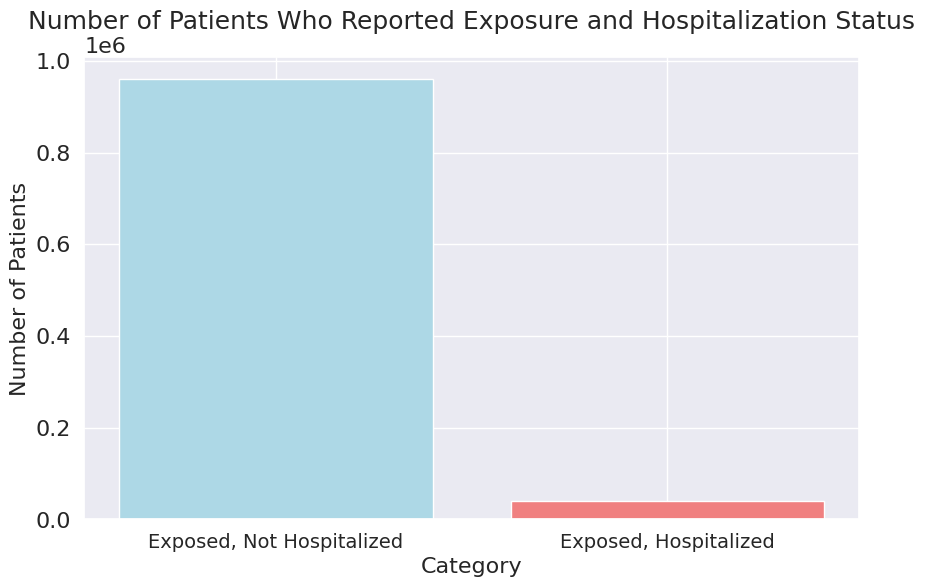 Number of Patients Who Reported Exposure and Hospitalization Status
1e6
1.0
0.8
0.6
0.4
0.2
0.0
Number of Patients
Exposed, Not Hospitalized
Exposed, Hospitalized
Category